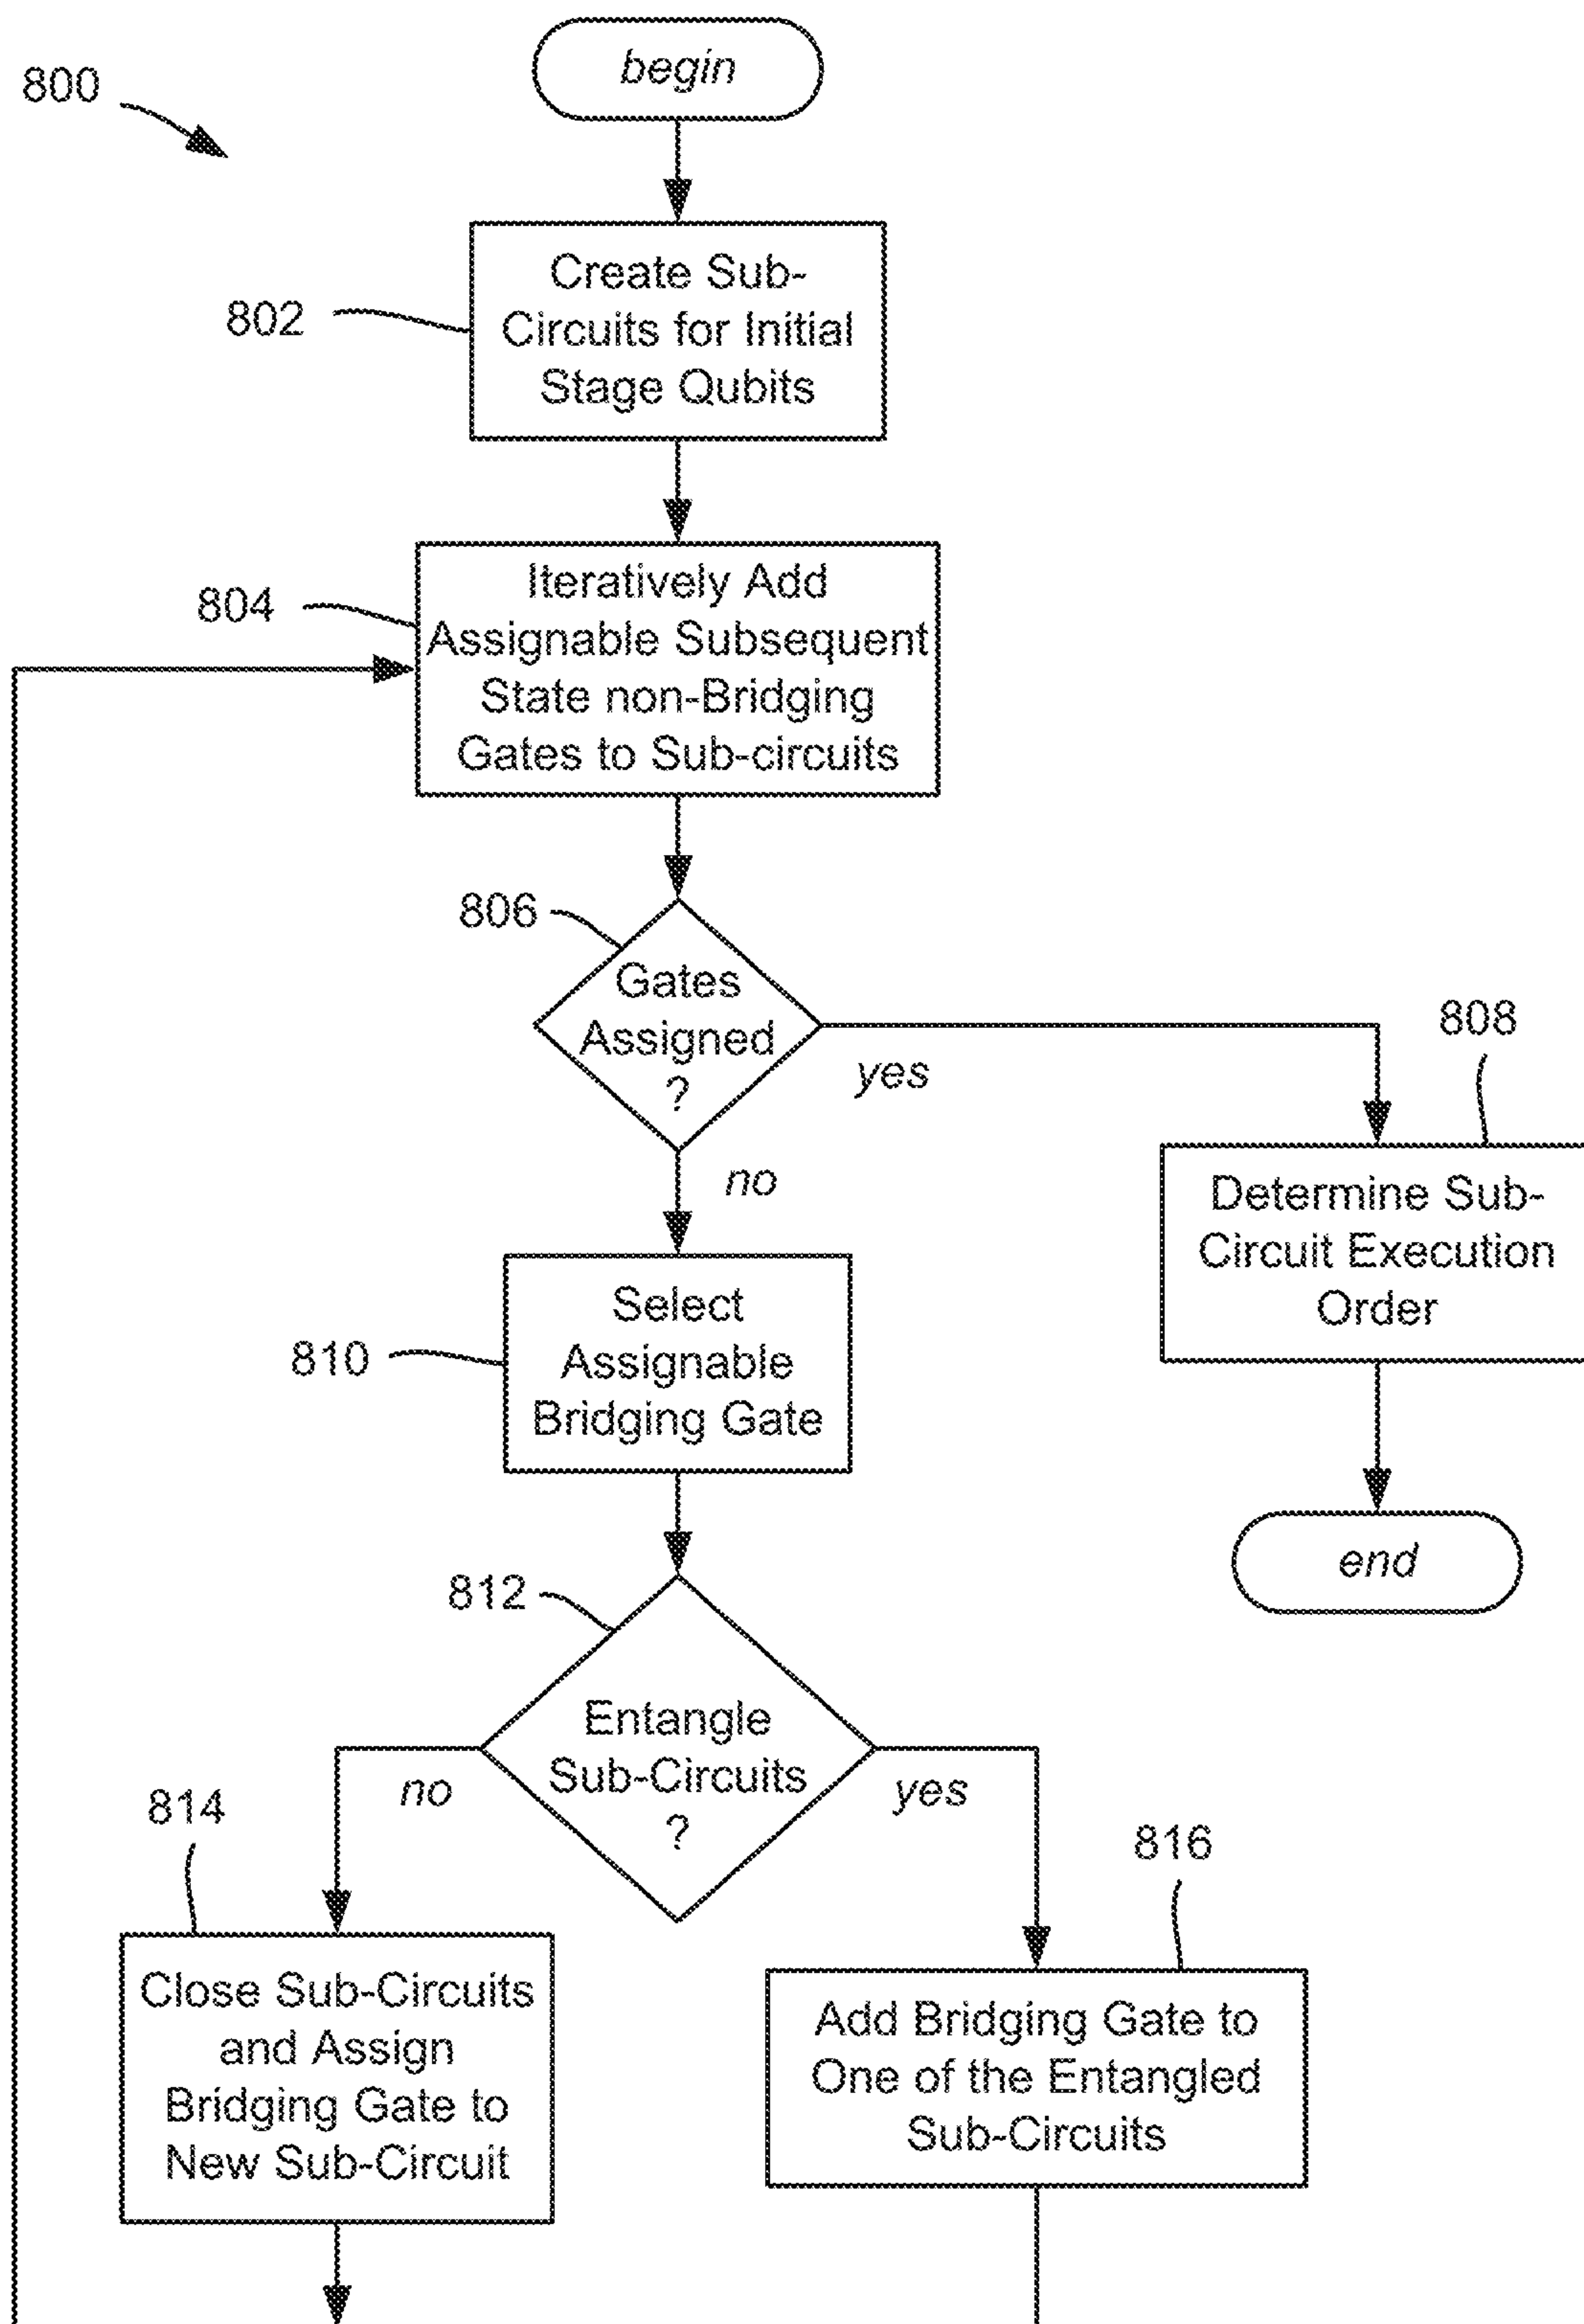 800
begin
802
Create Sub-
Circuits for Initial
Stage Qubits
804
Iteratively Add
Assignable Subsequent
State non-Bridging
Gates to Sub-circuits
806
Gates
Assigned
?
yes
no
808
Determine Sub-
Circuit Execution
Order
end
810
Select
Assignable
Bridging Gate
812
Entangle
Sub-Circuits
?
no
yes
814
Close Sub-Circuits
and Assign
Bridging Gate to
New Sub-Circuit
816
Add Bridging Gate to
One of the Entangled
Sub-Circuits